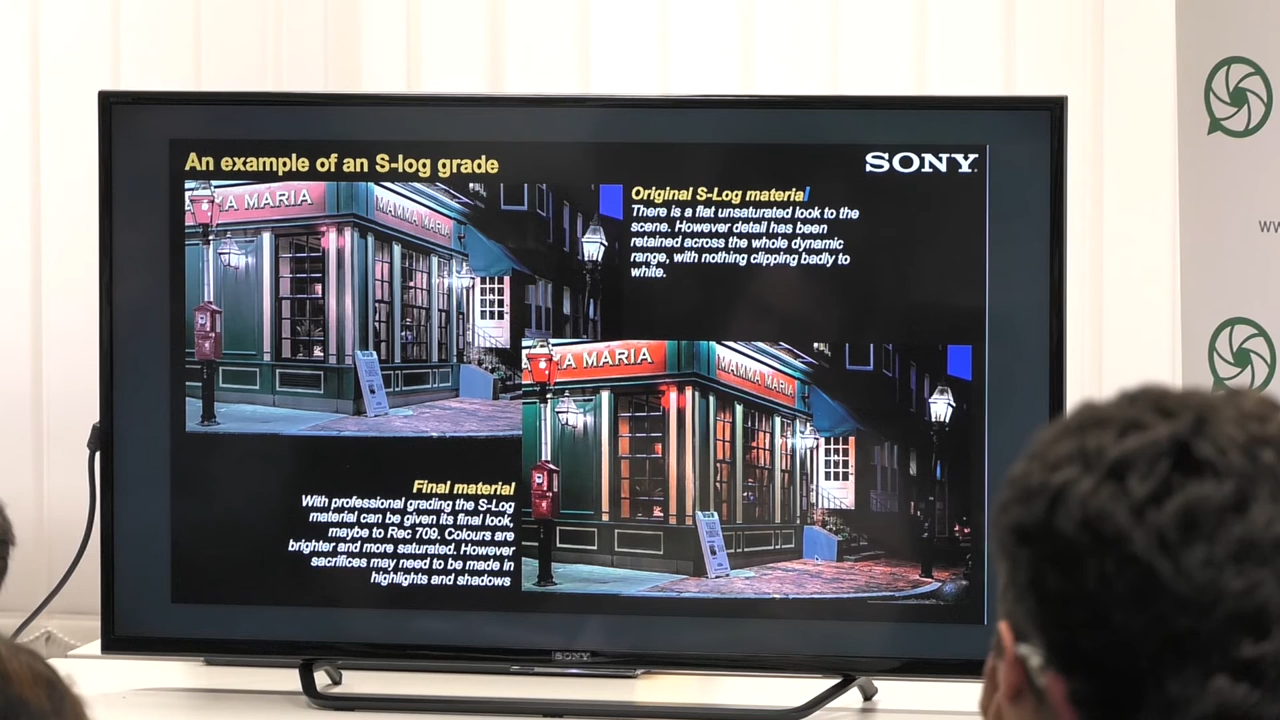 An example of an S-log grade
SONY
MAMMA MARIA
Original S-Log material
There is a flat unsaturated look to the
scene. However detail has been
retained across the whole dynamic
range, with nothing clipping badly to
white.
MA MARIA
MAMMA MARIA
VALET
PARKING
Final material
With professional grading the S-Log
material can be given its final look,
maybe to Rec 709. Colours are
brighter and more saturated. However
sacrifices may need to be made in
highlights and shadows
SONY